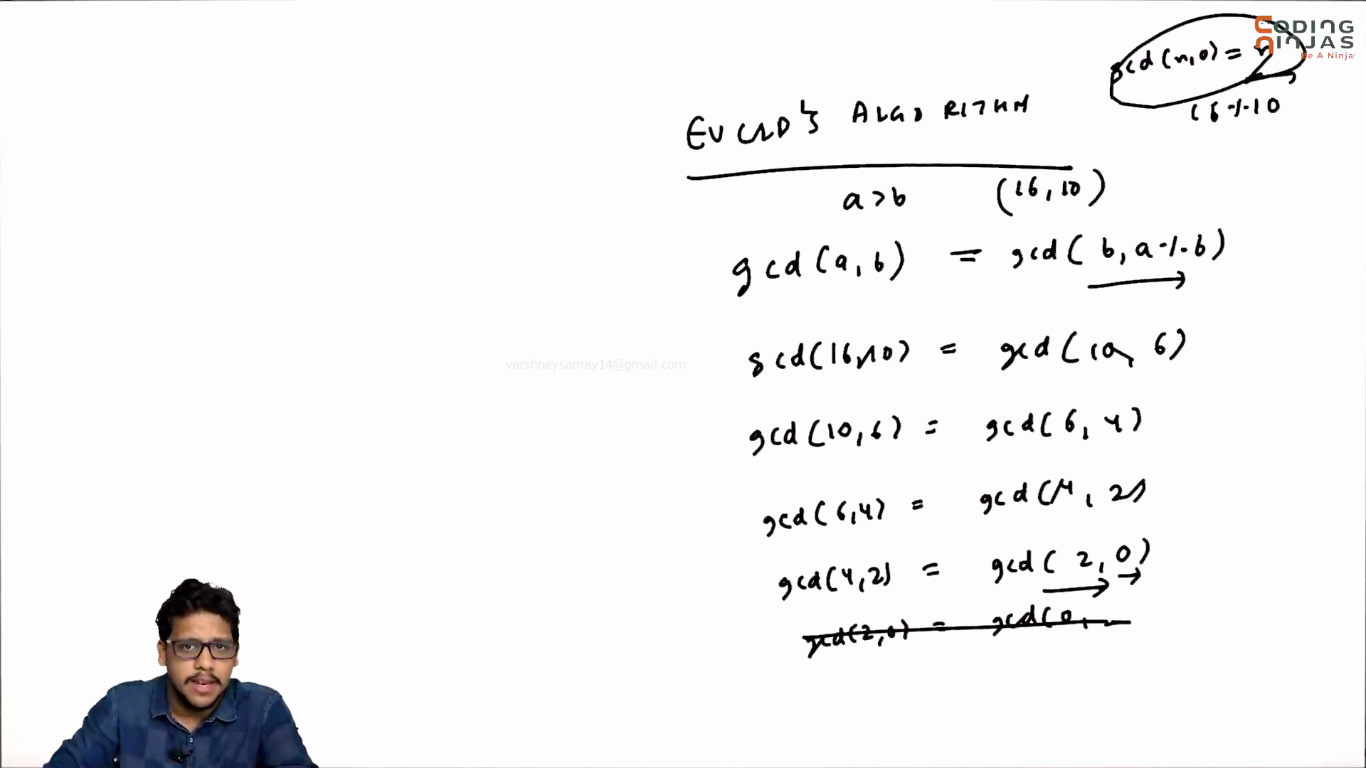 CODING
NINJAS
Be A Ninja
gcd(n,0) = n
16%10
EUCLID'S ALGORITHM
a>b (16,10)
gcd(a,b) = gcd(b,a%b)
gcd(16,10) = gcd(10, 6)
gcd(10,6) = gcd(6, 4)
varshneysamay14@gmail.com
gcd(6,4) = gcd(4, 2)
gcd(4,2) = gcd(2,0)
gcd(2,0) = gcd(0,